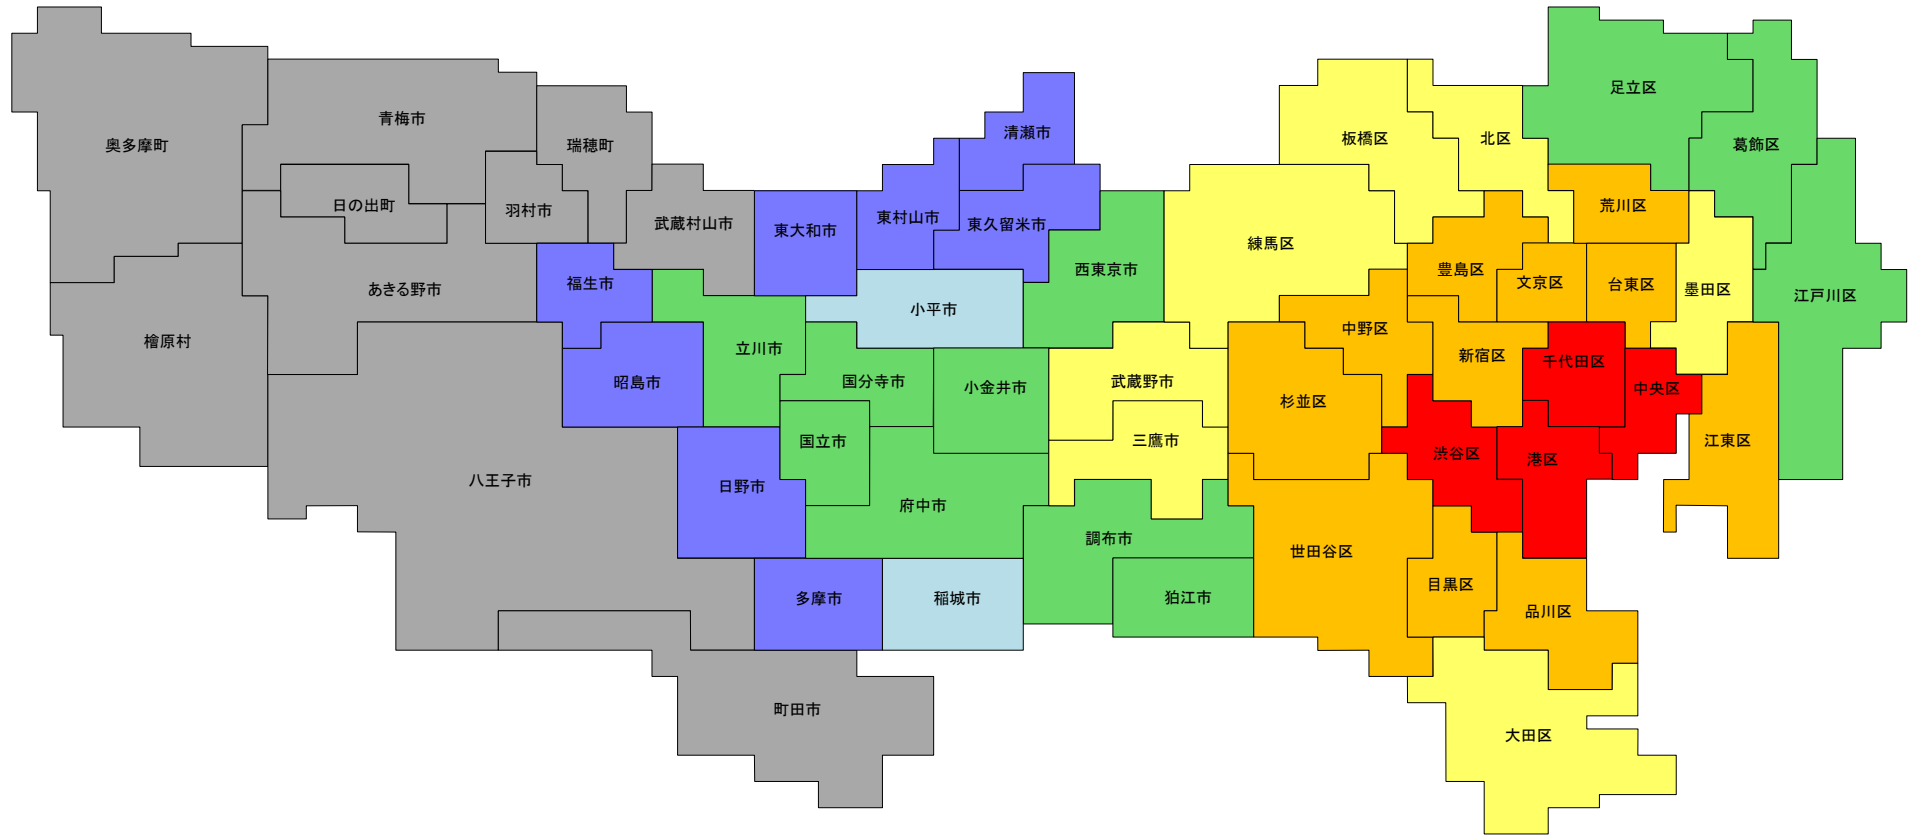 足立区
青梅市
清瀬市
板橋区
北区
奥多摩町
瑞穂町
葛飾区
日の出町
羽村市
荒川区
武蔵村山市
東大和市
東村山市
東久留米市
練馬区
西東京市
豊島区
文京区
台東区
墨田区
江戸川区
あきる野市
福生市
小平市
檜原村
中野区
立川市
新宿区
千代田区
昭島市
国分寺市
小金井市
武蔵野市
杉並区
中央区
国立市
三鷹市
江東区
渋谷区
港区
八王子市
日野市
府中市
調布市
世田谷区
目黒区
多摩市
稲城市
狛江市
品川区
町田市
大田区